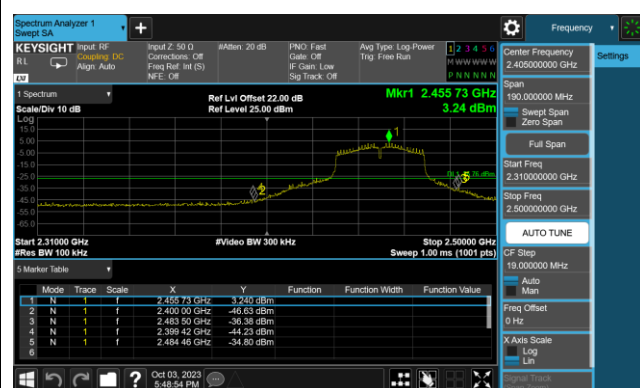 Spectrum Analyzer 1
Swept SA
+
Frequency
KEYSIGHT
RL
LXI
Input: RF
Coupling: DC
Align: Auto
Input Z: 50 Ω
Corrections: Off
Freq Ref: Int (S)
NFE: Off
#Atten: 20 dB
PNO: Fast
Gate: Off
IF Gain: Low
Sig Track: Off
Avg Type: Log-Power
Trig: Free Run
1 2 3 4 5 6
M W W W W W
P N N N N N
1 Spectrum
Scale/Div 10 dB
Ref Lvl Offset 22.00 dB
Ref Level 25.00 dBm
Mkr1 2.455 73 GHz
3.24 dBm
Log
15.0
5.00
-5.00
-15.0
-25.0
-35.0
-45.0
-55.0
-65.0
1
2
Start 2.31000 GHz
#Res BW 100 kHz
#Video BW 300 kHz
Stop 2.50000 GHz
Sweep 1.00 ms (1001 pts)
5 Marker Table
Mode Trace Scale X Y Function Function Width Function Value
1 N 1 f 2.455 73 GHz 3.240 dBm
2 N 1 f 2.400 00 GHz -46.63 dBm
3 N 1 f 2.483 50 GHz -36.38 dBm
4 N 1 f 2.399 42 GHz -44.23 dBm
5 N 1 f 2.484 46 GHz -34.80 dBm
6
Oct 03, 2023
5:48:54 PM
Center Frequency
2.405000000 GHz
Span
190.000000 MHz
Swept Span
Zero Span
Full Span
Start Freq
2.310000000 GHz
Stop Freq
2.500000000 GHz
AUTO TUNE
CF Step
19.000000 MHz
Auto
Man
Freq Offset
0 Hz
X Axis Scale
Log
Lin
Signal Track
Settings